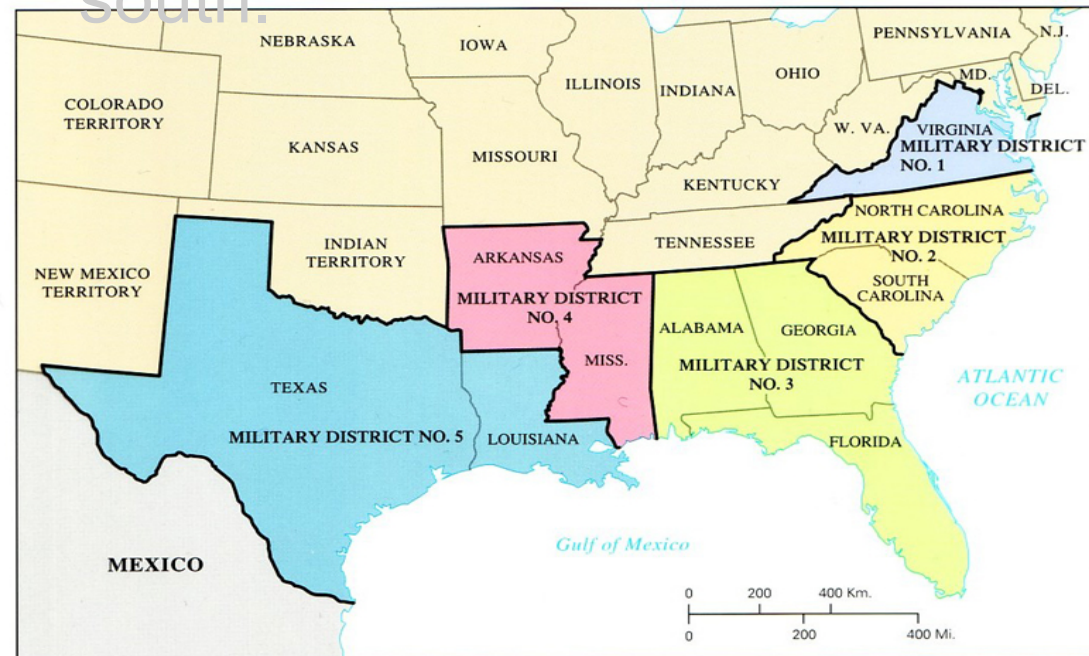 south.
NEBRASKA
IOWA
ILLINOIS
INDIANA
OHIO
PENNSYLVANIA
N.J.
MD.
DEL.
COLORADO
TERRITORY
KANSAS
MISSOURI
W. VA.
VIRGINIA
MILITARY DISTRICT
NO. 1
KENTUCKY
NORTH CAROLINA
MILITARY DISTRICT
NO. 2
SOUTH
CAROLINA
TENNESSEE
NEW MEXICO
TERRITORY
INDIAN
TERRITORY
ARKANSAS
MILITARY DISTRICT
NO. 4
MISS.
ALABAMA
GEORGIA
MILITARY DISTRICT
NO. 3
ATLANTIC
OCEAN
TEXAS
MILITARY DISTRICT NO. 5
LOUISIANA
FLORIDA
MEXICO
Gulf of Mexico
0 200 400 Km.
0 200 400 Mi.